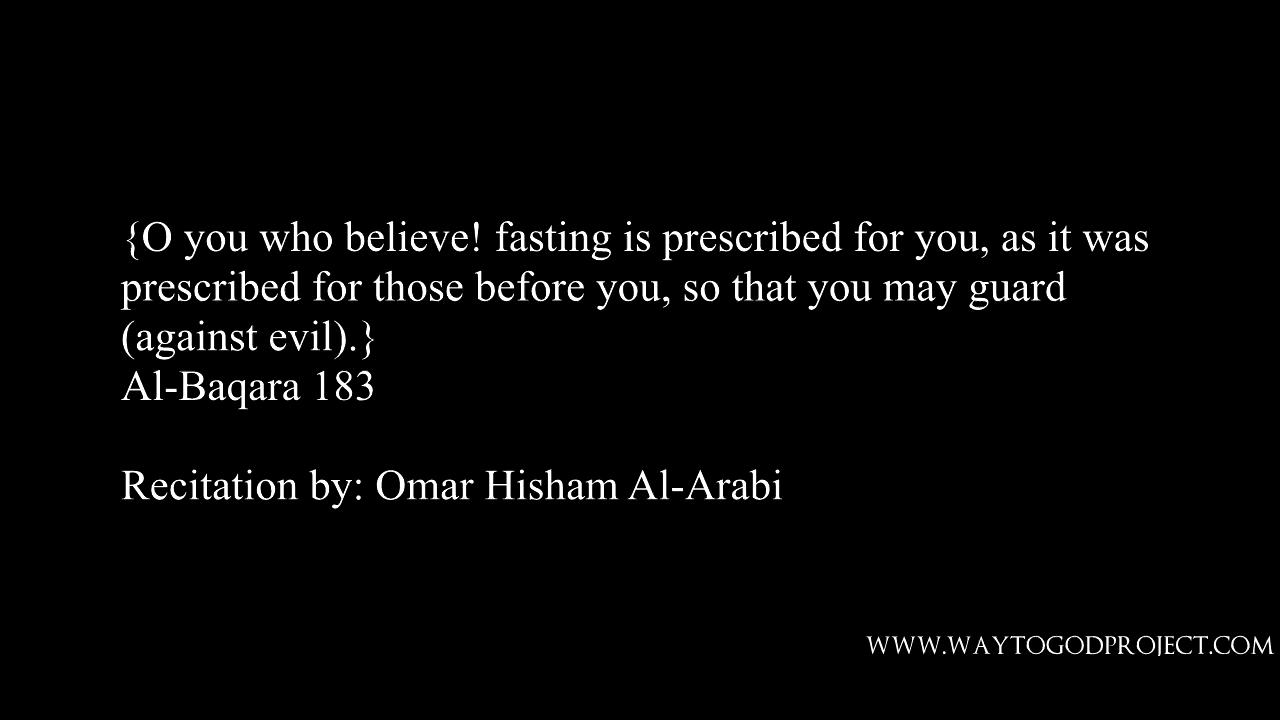 {O you who believe! fasting is prescribed for you, as it was
prescribed for those before you, so that you may guard
(against evil).}
Al-Baqara 183
Recitation by: Omar Hisham Al-Arabi
WWW.WAYTOGODPROJECT.COM